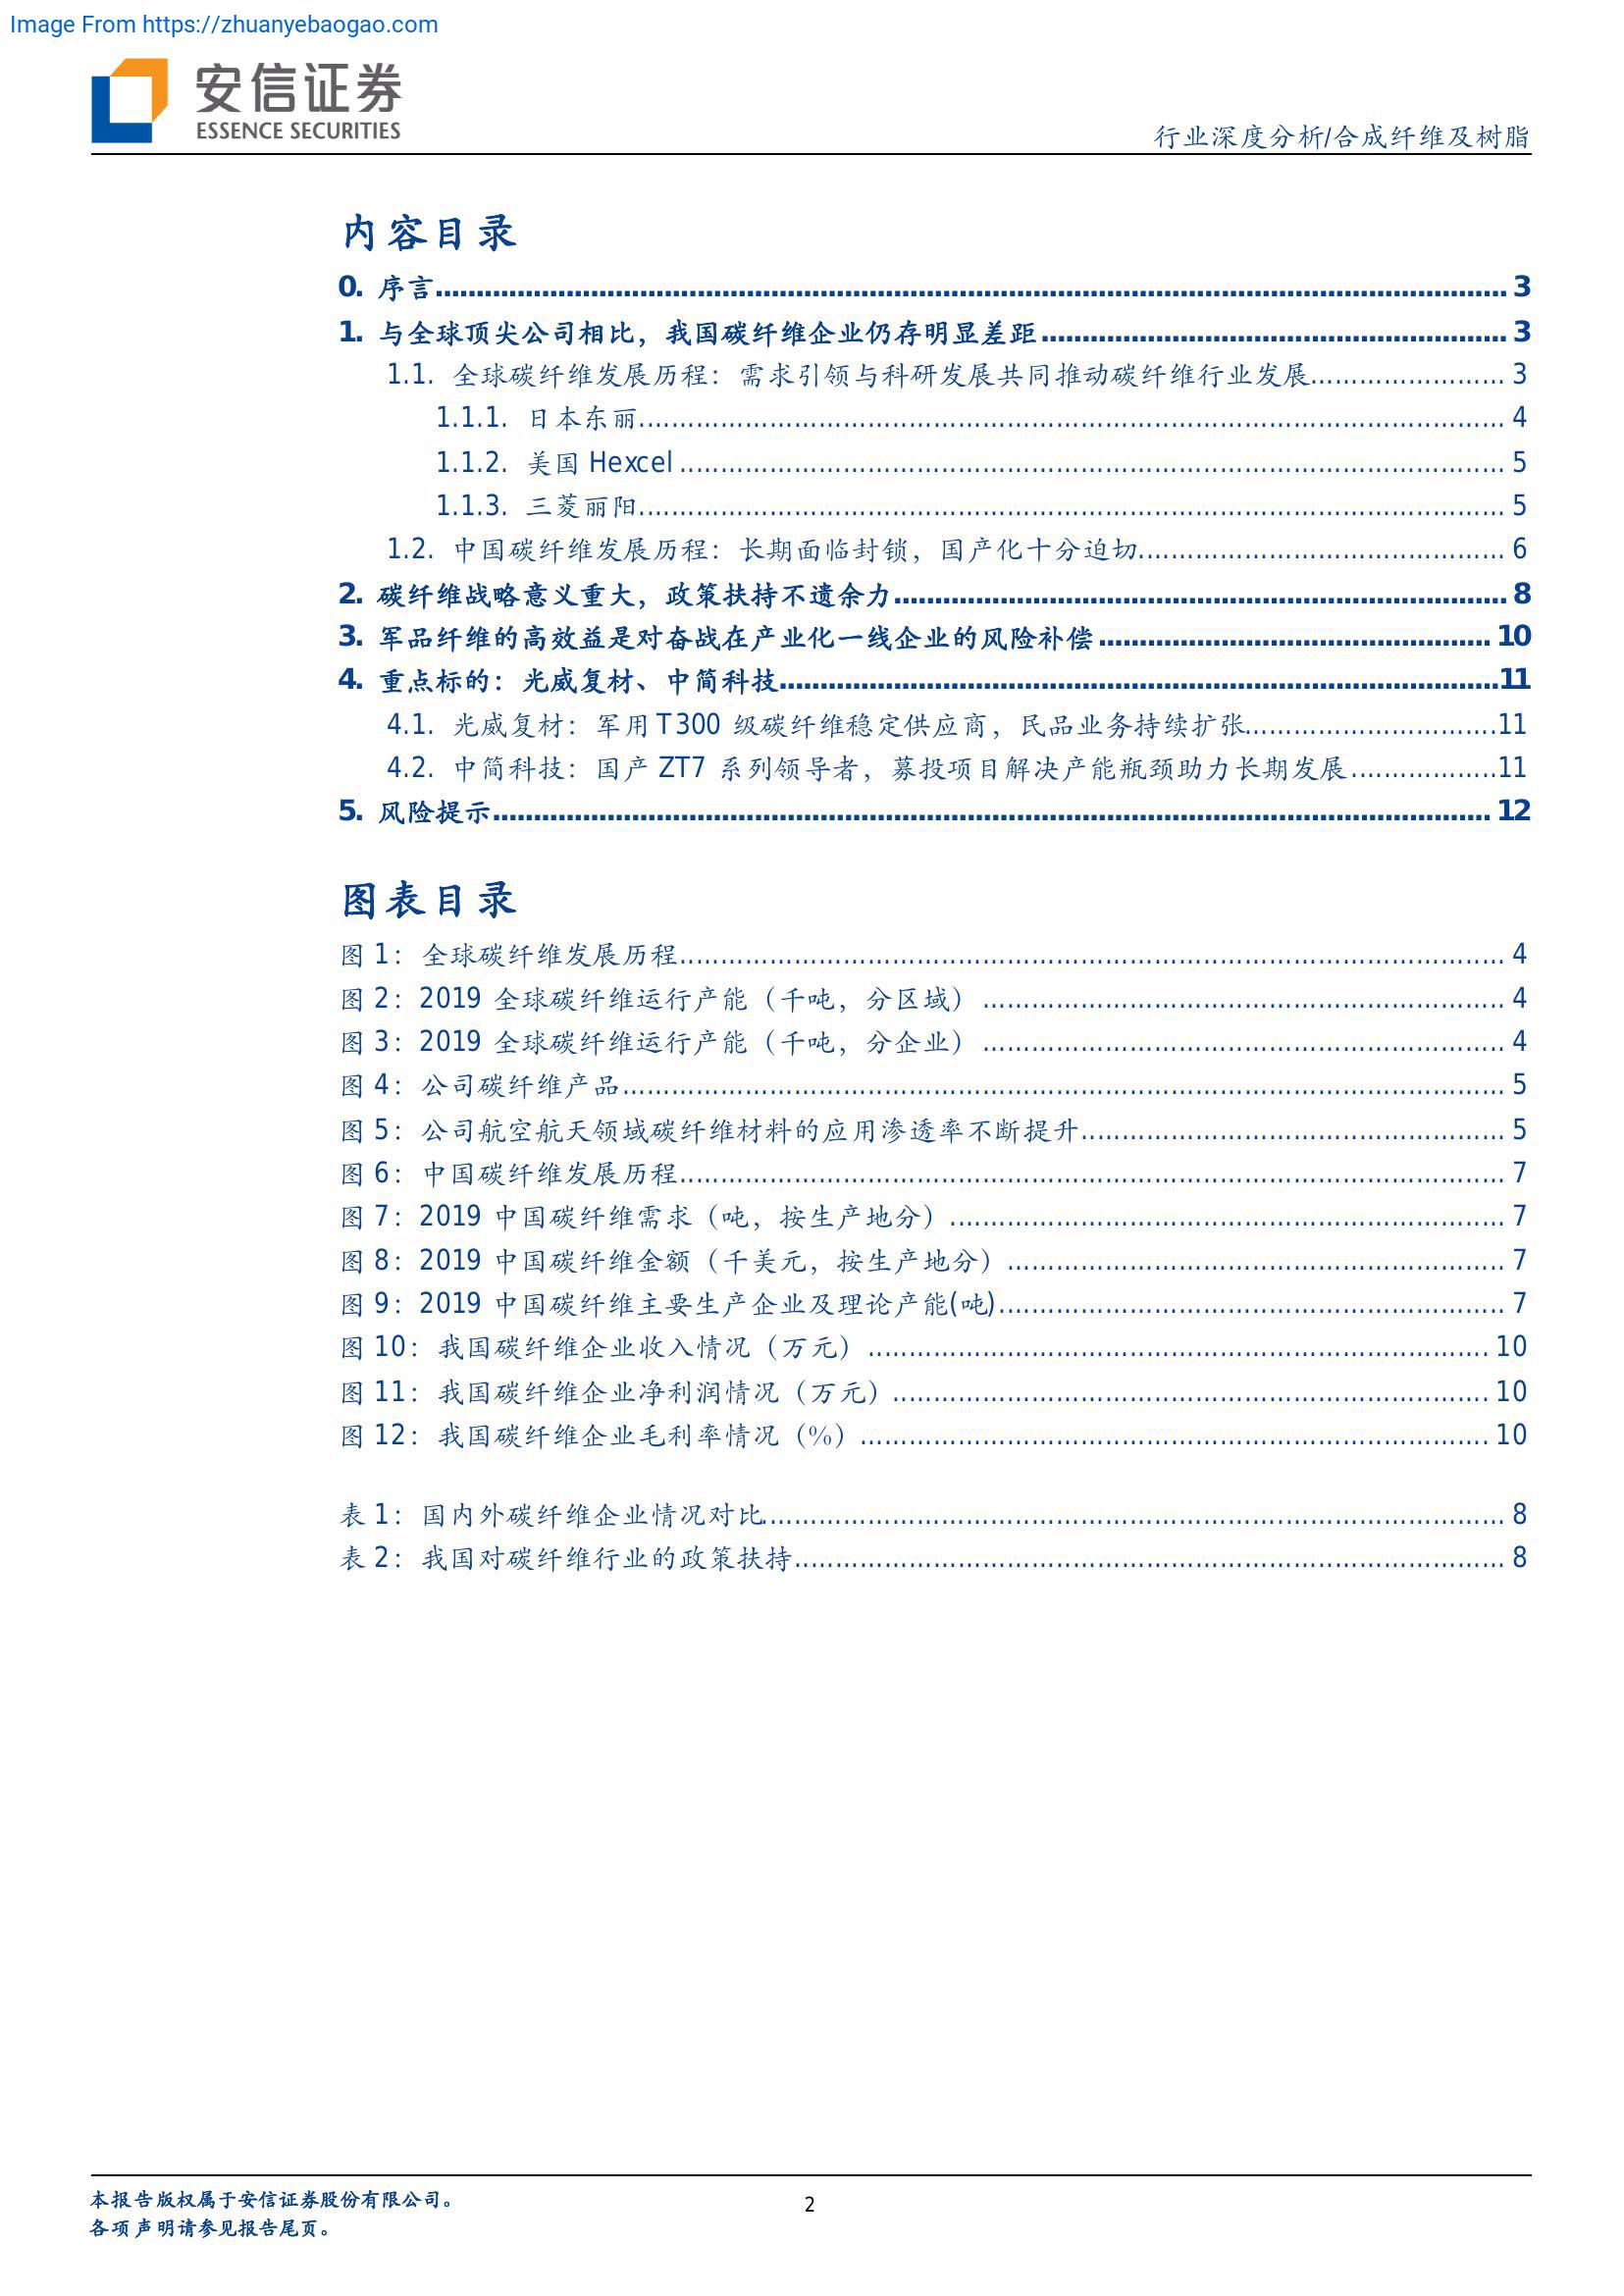 Image From https://zhuanyebaogao.com
安信证券
ESSENCE SECURITIES
行业深度分析/合成纤维及树脂
内容目录
0. 序言 3
1. 与全球顶尖公司相比，我国碳纤维企业仍存明显差距 3
1.1. 全球碳纤维发展历程：需求引领与科研发展共同推动碳纤维行业发展 3
1.1.1. 日本东丽 4
1.1.2. 美国 Hexcel 5
1.1.3. 三菱丽阳 5
1.2. 中国碳纤维发展历程：长期面临封锁，国产化十分迫切 6
2. 碳纤维战略意义重大，政策扶持不遗余力 8
3. 军品纤维的高效益是对奋战在产业化一线企业的风险补偿 10
4. 重点标的：光威复材、中简科技 11
4.1. 光威复材：军用 T300 级碳纤维稳定供应商，民品业务持续扩张 11
4.2. 中简科技：国产 ZT7 系列领导者，募投项目解决产能瓶颈助力长期发展 11
5. 风险提示 12
图表目录
图 1：全球碳纤维发展历程 4
图 2：2019 全球碳纤维运行产能（千吨，分区域） 4
图 3：2019 全球碳纤维运行产能（千吨，分企业） 4
图 4：公司碳纤维产品 5
图 5：公司航空航天领域碳纤维材料的应用渗透率不断提升 5
图 6：中国碳纤维发展历程 7
图 7：2019 中国碳纤维需求（吨，按生产地分） 7
图 8：2019 中国碳纤维金额（千美元，按生产地分） 7
图 9：2019 中国碳纤维主要生产企业及理论产能(吨) 7
图 10：我国碳纤维企业收入情况（万元） 10
图 11：我国碳纤维企业净利润情况（万元） 10
图 12：我国碳纤维企业毛利率情况（%） 10
表 1：国内外碳纤维企业情况对比 8
表 2：我国对碳纤维行业的政策扶持 8
本报告版权属于安信证券股份有限公司。
各项声明请参见报告尾页。
2